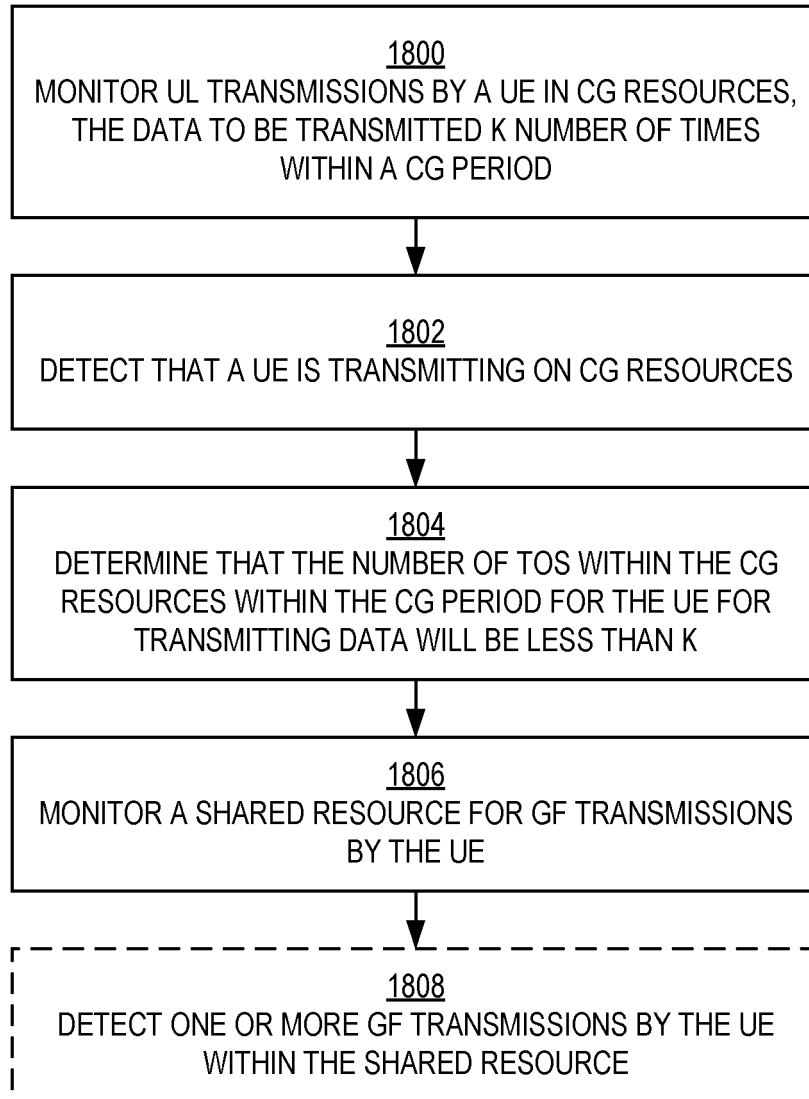 1800
MONITOR UL TRANSMISSIONS BY A UE IN CG RESOURCES,
THE DATA TO BE TRANSMITTED K NUMBER OF TIMES
WITHIN A CG PERIOD
1802
DETECT THAT A UE IS TRANSMITTING ON CG RESOURCES
1804
DETERMINE THAT THE NUMBER OF TOS WITHIN THE CG
RESOURCES WITHIN THE CG PERIOD FOR THE UE FOR
TRANSMITTING DATA WILL BE LESS THAN K
1806
MONITOR A SHARED RESOURCE FOR GF TRANSMISSIONS
BY THE UE
1808
DETECT ONE OR MORE GF TRANSMISSIONS BY THE UE
WITHIN THE SHARED RESOURCE